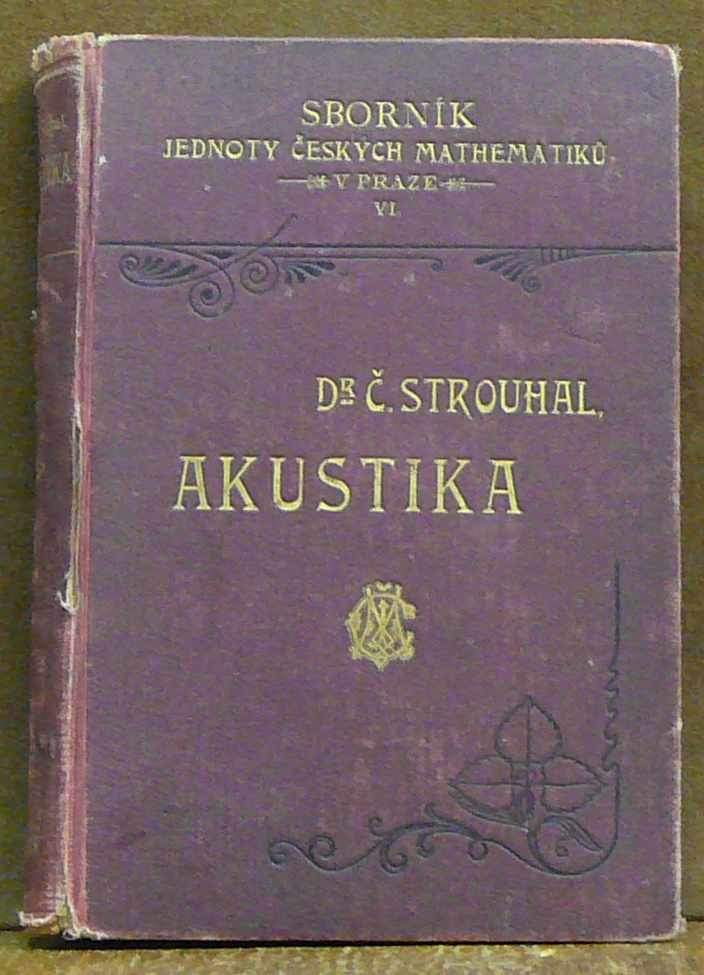 SBORNÍK
JEDNOTY ČESKÝCH MATHEMATIKŮ
V PRAZE
VI
DR Č. STROUHAL,
AKUSTIKA